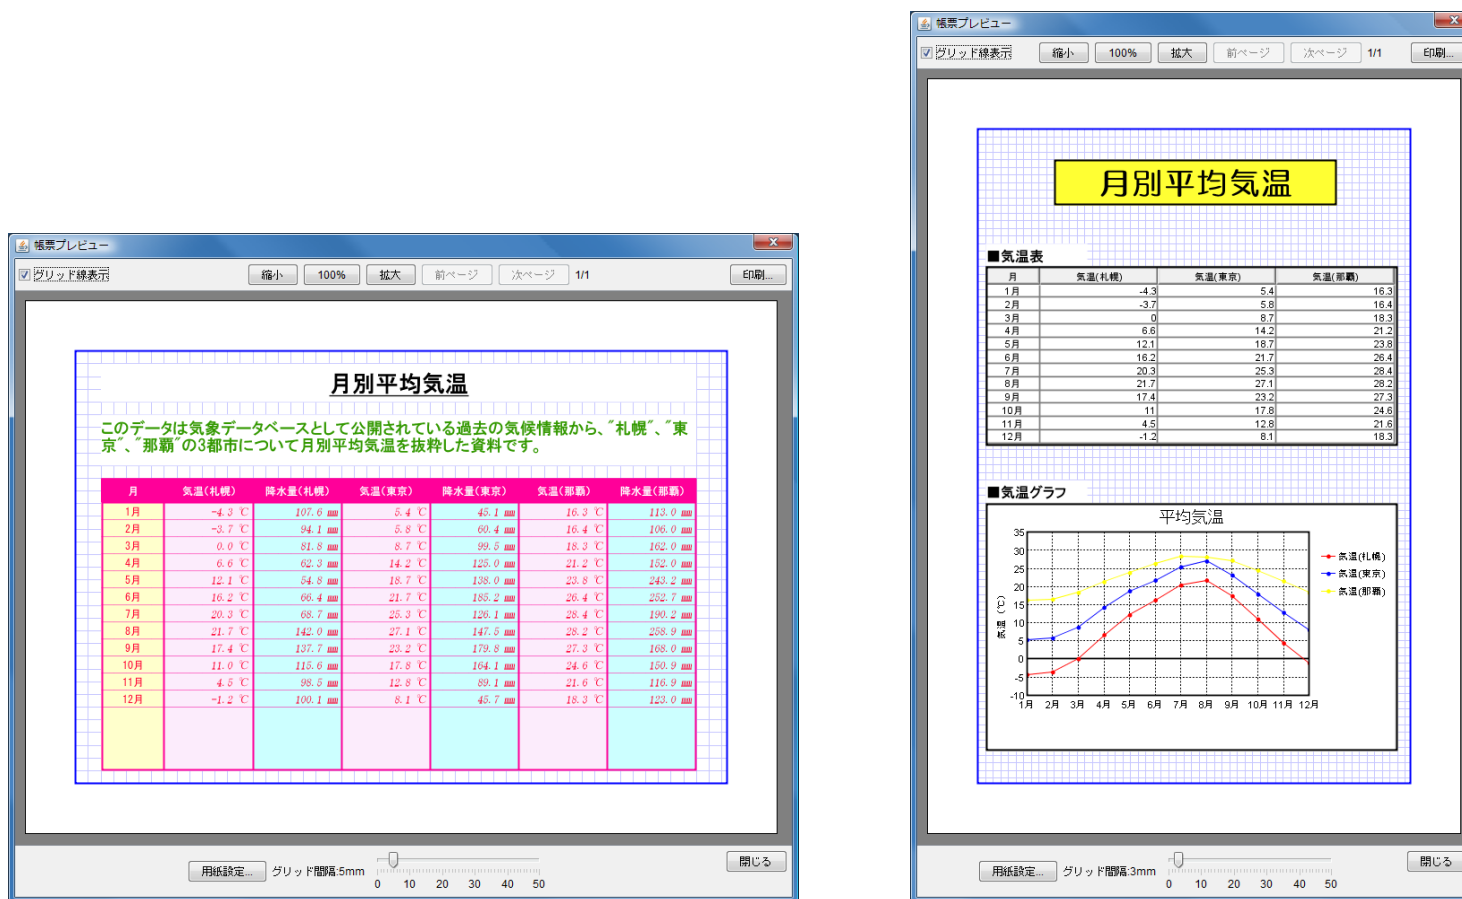 帳票プレビュー
グリッド線表示 縮小 100% 拡大 前ページ 次ページ 1/1 印刷...
月別平均気温
このデータは気象データベースとして公開されている過去の気候情報から、"札幌"、"東
京"、"那覇"の3都市について月別平均気温を抜粋した資料です。
月 気温(札幌) 降水量(札幌) 気温(東京) 降水量(東京) 気温(那覇) 降水量(那覇)
1月 -4.3 ℃ 107.6 ㎜ 5.4 ℃ 45.1 ㎜ 16.3 ℃ 113.0 ㎜
2月 -3.7 ℃ 94.1 ㎜ 5.8 ℃ 60.4 ㎜ 16.4 ℃ 106.0 ㎜
3月 0.0 ℃ 81.8 ㎜ 8.7 ℃ 99.5 ㎜ 18.3 ℃ 162.0 ㎜
4月 6.6 ℃ 62.3 ㎜ 14.2 ℃ 125.0 ㎜ 21.2 ℃ 152.0 ㎜
5月 12.1 ℃ 54.8 ㎜ 18.7 ℃ 138.0 ㎜ 23.8 ℃ 243.2 ㎜
6月 16.2 ℃ 66.4 ㎜ 21.7 ℃ 185.2 ㎜ 26.4 ℃ 252.7 ㎜
7月 20.3 ℃ 68.7 ㎜ 25.3 ℃ 126.1 ㎜ 28.4 ℃ 190.2 ㎜
8月 21.7 ℃ 142.0 ㎜ 27.1 ℃ 147.5 ㎜ 28.2 ℃ 258.9 ㎜
9月 17.4 ℃ 137.7 ㎜ 23.2 ℃ 179.8 ㎜ 27.3 ℃ 168.0 ㎜
10月 11.0 ℃ 115.6 ㎜ 17.8 ℃ 164.1 ㎜ 24.6 ℃ 150.9 ㎜
11月 4.5 ℃ 98.5 ㎜ 12.8 ℃ 89.1 ㎜ 21.6 ℃ 116.9 ㎜
12月 -1.2 ℃ 100.1 ㎜ 8.1 ℃ 45.7 ㎜ 18.3 ℃ 123.0 ㎜
用紙設定... グリッド間隔:5mm 0 10 20 30 40 50 閉じる
帳票プレビュー
グリッド線表示 縮小 100% 拡大 前ページ 次ページ 1/1 印刷...
月別平均気温
■気温表
月 気温(札幌) 気温(東京) 気温(那覇)
1月 -4.3 5.4 16.3
2月 -3.7 5.8 16.4
3月 0 8.7 18.3
4月 6.6 14.2 21.2
5月 12.1 18.7 23.8
6月 16.2 21.7 26.4
7月 20.3 25.3 28.4
8月 21.7 27.1 28.2
9月 17.4 23.2 27.3
10月 11 17.8 24.6
11月 4.5 12.8 21.6
12月 -1.2 8.1 18.3
■気温グラフ
平均気温
35
30
25
20
15
10
5
0
-5
-10
気温 (℃)
1月 2月 3月 4月 5月 6月 7月 8月 9月 10月 11月 12月
気温(札幌)
気温(東京)
気温(那覇)
用紙設定... グリッド間隔:3mm 0 10 20 30 40 50 閉じる